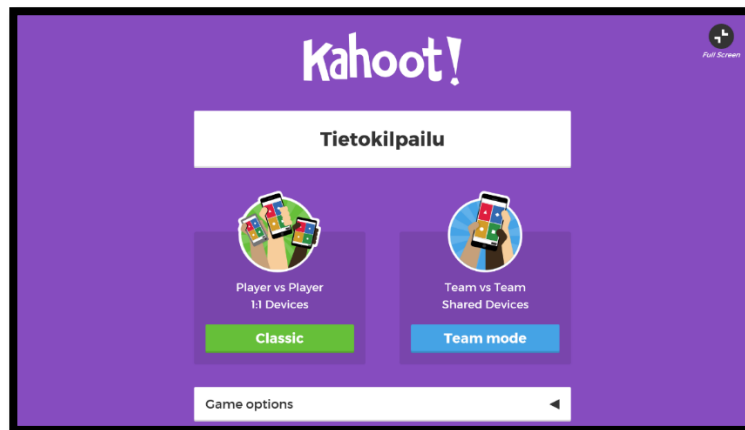 Kahoot!
Full Screen
Tietokilpailu
Player vs Player
1:1 Devices
Classic
Team vs Team
Shared Devices
Team mode
Game options